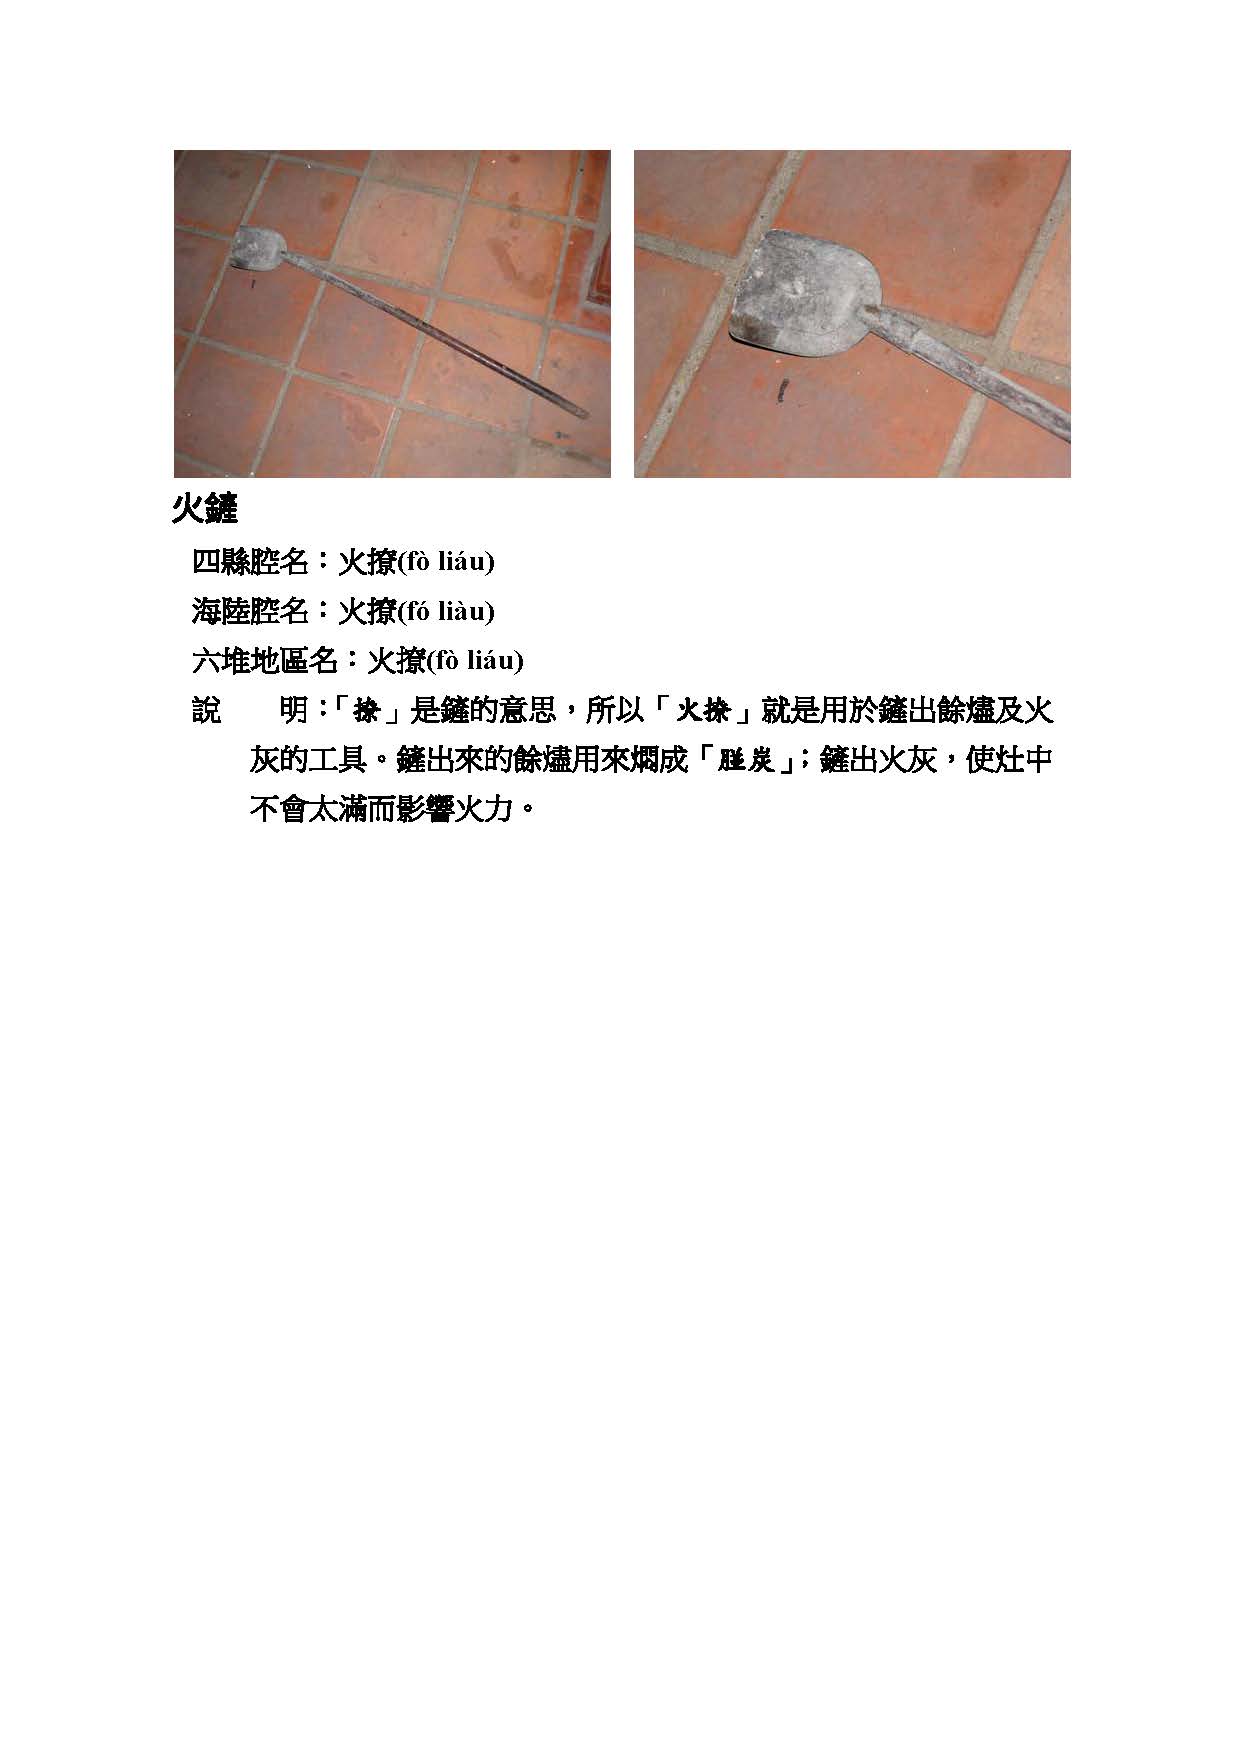 火鏟
四縣腔名：火撩(fò liáu)
海陸腔名：火撩(fó liàu)
六堆地區名：火撩(fò liáu)
說　　明：「撩」是鏟的意思，所以「火撩」就是用於鏟出餘燼及火
灰的工具。鏟出來的餘燼用來燜成「炭」；鏟出火灰，使灶中
不會太滿而影響火力。